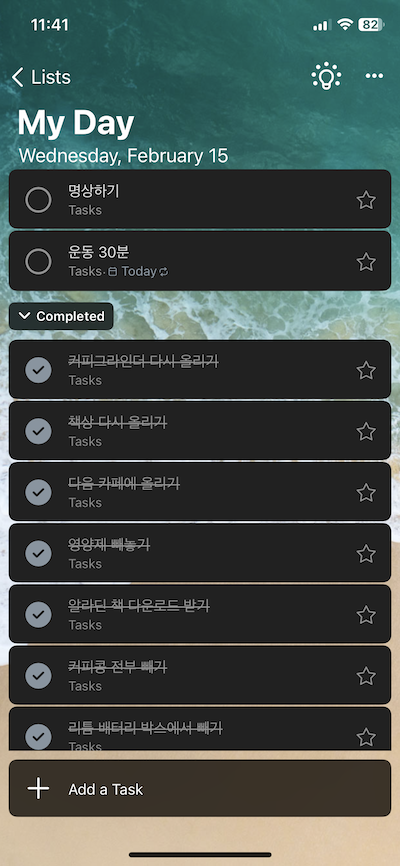 11:41
82
Lists
My Day
Wednesday, February 15
명상하기
Tasks
운동 30분
Tasks · Today
Completed
커피그라인더 다시 올리기
Tasks
책상 다시 올리기
Tasks
다음 카페에 올리기
Tasks
영양제 빼놓기
Tasks
알라딘 책 다운로드 받기
Tasks
커피콩 전부 빼기
Tasks
리튬 배터리 박스에서 빼기
Tasks
Add a Task